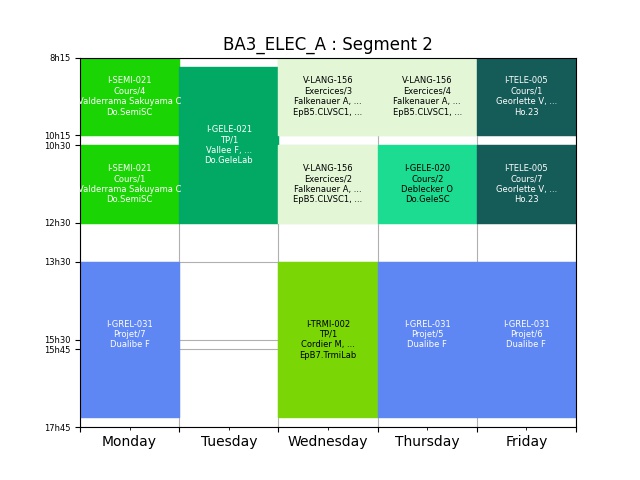 BA3_ELEC_A : Segment 2
8h15
10h15
10h30
12h30
13h30
15h30
15h45
17h45
I-SEMI-021
Cours/4
Valderrama Sakuyama C
Do.SemiSC
I-GELE-021
TP/1
Vallee F, ...
Do.GeleLab
V-LANG-156
Exercices/3
Falkenauer A, ...
EpB5.CLVSC1, ...
V-LANG-156
Exercices/4
Falkenauer A, ...
EpB5.CLVSC1, ...
I-TELE-005
Cours/1
Georlette V, ...
Ho.23
I-SEMI-021
Cours/1
Valderrama Sakuyama C
Do.SemiSC
V-LANG-156
Exercices/2
Falkenauer A, ...
EpB5.CLVSC1, ...
I-GELE-020
Cours/2
Deblecker O
Do.GeleSC
I-TELE-005
Cours/7
Georlette V, ...
Ho.23
I-GREL-031
Projet/7
Dualibe F
I-TRMI-002
TP/1
Cordier M, ...
EpB7.TrmiLab
I-GREL-031
Projet/5
Dualibe F
I-GREL-031
Projet/6
Dualibe F
Monday
Tuesday
Wednesday
Thursday
Friday